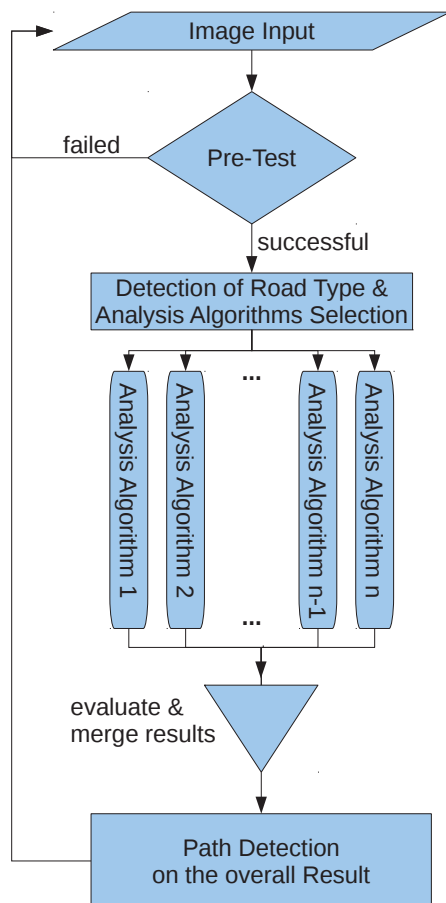 Image Input
failed
Pre-Test
successful
Detection of Road Type &
Analysis Algorithms Selection
...
Analysis Algorithm 1
Analysis Algorithm 2
Analysis Algorithm n-1
Analysis Algorithm n
...
evaluate &
merge results
Path Detection
on the overall Result